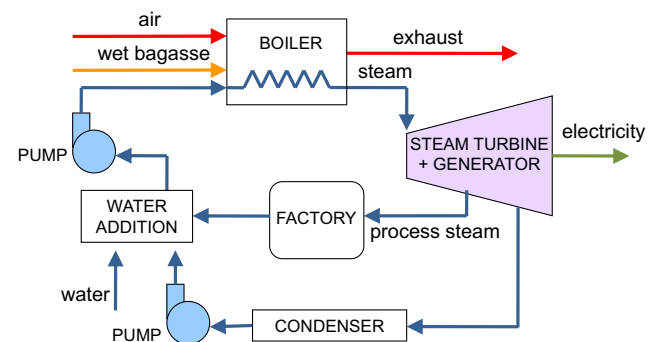 air
BOILER
exhaust
wet bagasse
steam
electricity
STEAM TURBINE
+ GENERATOR
PUMP
WATER
ADDITION
FACTORY
process steam
water
PUMP
CONDENSER